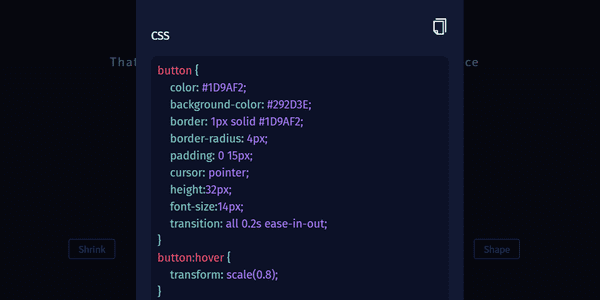 CSS
That
ce
button {
color: #1D9AF2;
background-color: #292D3E;
border: 1px solid #1D9AF2;
border-radius: 4px;
padding: 0 15px;
cursor: pointer;
height:32px;
font-size:14px;
transition: all 0.2s ease-in-out;
}
button:hover {
transform: scale(0.8);
}
Shrink
Shape